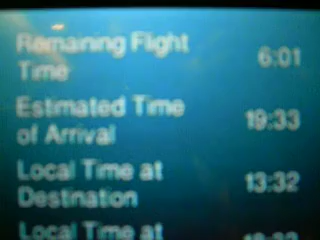 Remaining Flight
Time
6:01
Estimated Time
of Arrival
19:33
Local Time at
Destination
13:32
Local Time at